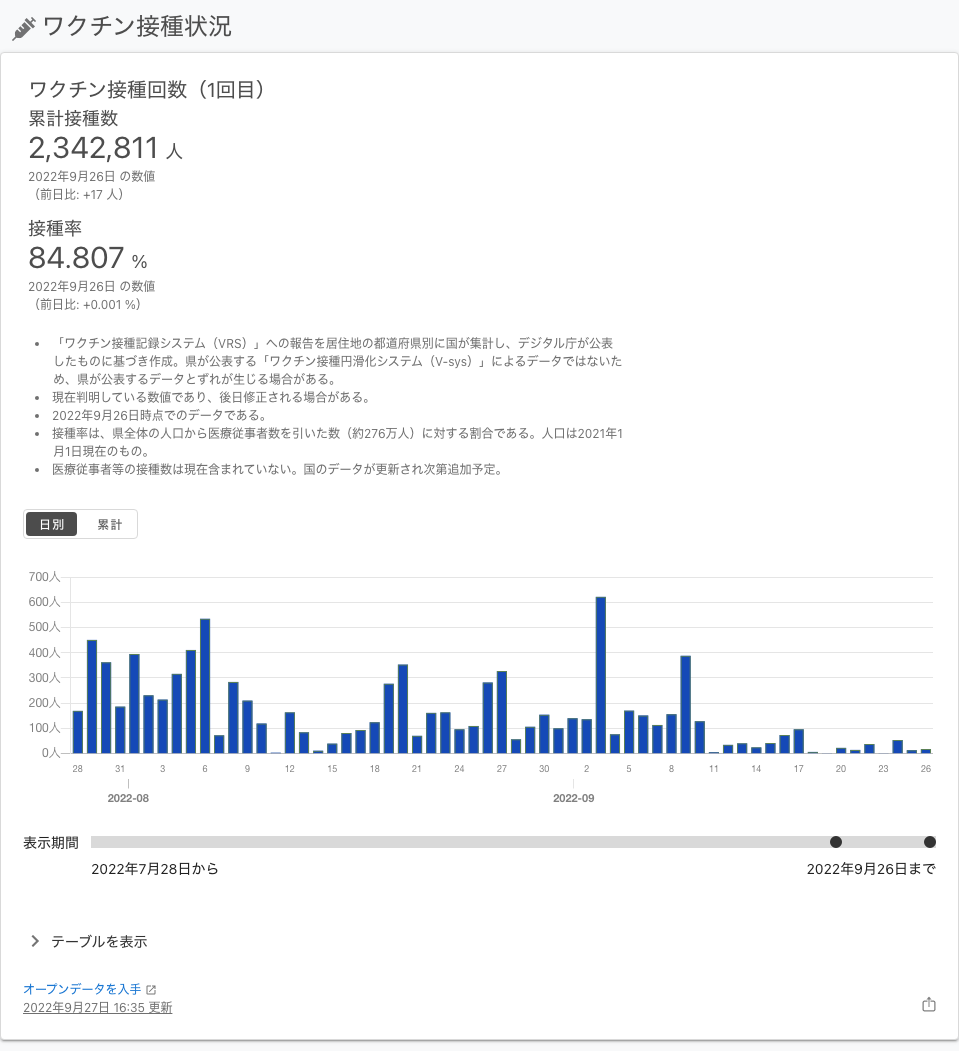 ワクチン接種状況
ワクチン接種回数（1回目）
累計接種数
2,342,811 人
2022年9月26日 の数値
（前日比: +17 人）
接種率
84.807 %
2022年9月26日 の数値
（前日比: +0.001 %）
• 「ワクチン接種記録システム（VRS）」への報告を居住地の都道府県別に国が集計し、デジタル庁が公表
したものに基づき作成。県が公表する「ワクチン接種円滑化システム（V-sys）」によるデータではないた
め、県が公表するデータとずれが生じる場合がある。
• 現在判明している数値であり、後日修正される場合がある。
• 2022年9月26日時点でのデータである。
• 接種率は、県全体の人口から医療従事者数を引いた数（約276万人）に対する割合である。人口は2021年1
月1日現在のもの。
• 医療従事者等の接種数は現在含まれていない。国のデータが更新され次第追加予定。
日別 累計
700人
600人
500人
400人
300人
200人
100人
0人
28 31 3 6 9 12 15 18 21 24 27 30 2 5 8 11 14 17 20 23 26
2022-08 2022-09
表示期間
2022年7月28日から 2022年9月26日まで
テーブルを表示
オープンデータを入手
2022年9月27日 16:35 更新